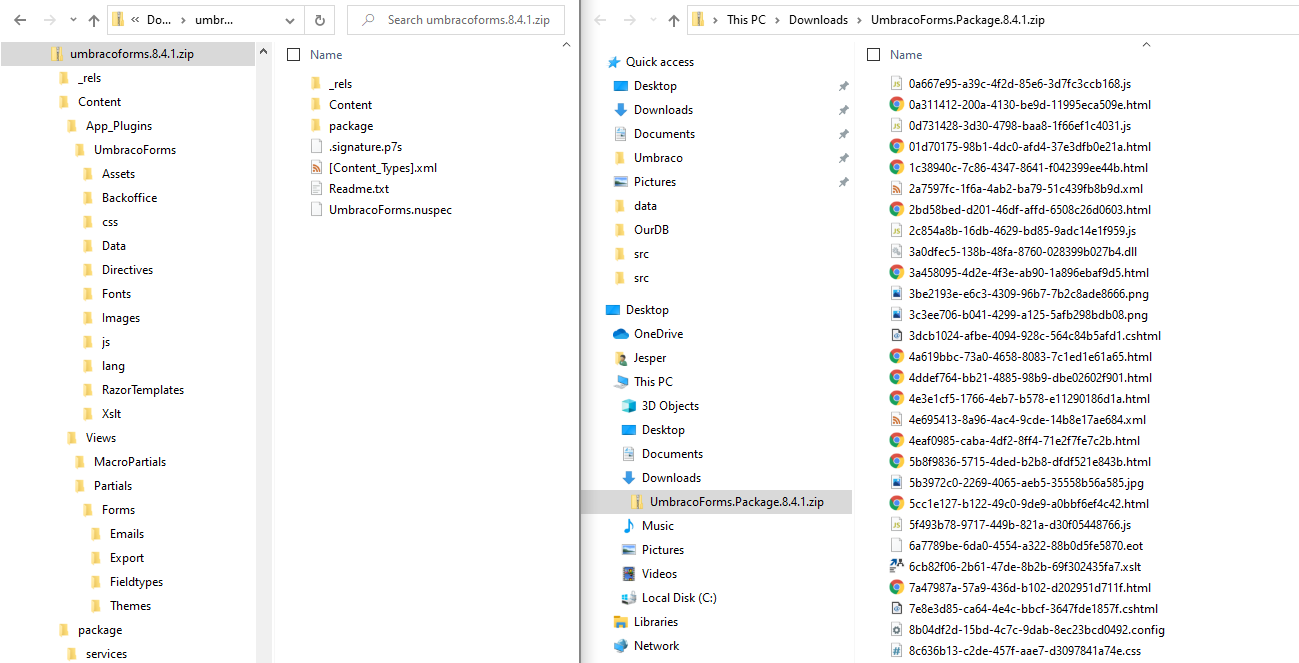 Do...
umbr...
Search umbracoforms.8.4.1.zip
umbracoforms.8.4.1.zip
_rels
Content
App_Plugins
UmbracoForms
Assets
Backoffice
css
Data
Directives
Fonts
Images
js
lang
RazorTemplates
Xslt
Views
MacroPartials
Partials
Forms
Emails
Export
Fieldtypes
Themes
package
services
Name
_rels
Content
package
.signature.p7s
[Content_Types].xml
Readme.txt
UmbracoForms.nuspec
This PC
Downloads
UmbracoForms.Package.8.4.1.zip
Quick access
Desktop
Downloads
Documents
Umbraco
Pictures
data
OurDB
src
src
Desktop
OneDrive
Jesper
This PC
3D Objects
Desktop
Documents
Downloads
UmbracoForms.Package.8.4.1.zip
Music
Pictures
Videos
Local Disk (C:)
Libraries
Network
Name
0a667e95-a39c-4f2d-85e6-3d7fc3ccb168.js
0a311412-200a-4130-be9d-11995eca509e.html
0d731428-3d30-4798-baa8-1f66ef1c4031.js
01d70175-98b1-4dc0-afd4-37e3dfb0e21a.html
1c38940c-7c86-4347-8641-f042399ee44b.html
2a7597fc-1f6a-4ab2-ba79-51c439fb8b9d.xml
2bd58bed-d201-46df-affd-6508c26d0603.html
2c854a8b-16db-4629-bd85-9adc14e1f959.js
3a0dfec5-138b-48fa-8760-028399b027b4.dll
3a458095-4d2e-4f3e-ab90-1a896ebaf9d5.html
3be2193e-e6c3-4309-96b7-7b2c8ade8666.png
3c3ee706-b041-4299-a125-5afb298bdb08.png
3dcb1024-afbe-4094-928c-564c84b5afd1.cshtml
4a619bbc-73a0-4658-8083-7c1ed1e61a65.html
4ddef764-bb21-4885-98b9-dbe02602f901.html
4e3e1cf5-1766-4eb7-b578-e11290186d1a.html
4e695413-8a96-4ac4-9cde-14b8e17ae684.xml
4eaf0985-caba-4df2-8ff4-71e2f7fe7c2b.html
5b8f9836-5715-4ded-b2b8-dfdf521e843b.html
5b3972c0-2269-4065-aeb5-35558b56a585.jpg
5cc1e127-b122-49c0-9de9-a0bbf6ef4c42.html
5f493b78-9717-449b-821a-d30f05448766.js
6a7789be-6da0-4554-a322-88b0d5fe5870.eot
6cb82f06-2b61-47de-8b2b-69f302435fa7.xslt
7a47987a-57a9-436d-b102-d202951d711f.html
7e8e3d85-ca64-4e4c-bbcf-3647fde1857f.cshtml
8b04df2d-15bd-4c7c-9dab-8ec23bcd0492.config
8c636b13-c2de-457f-aae7-d3097841a74e.css